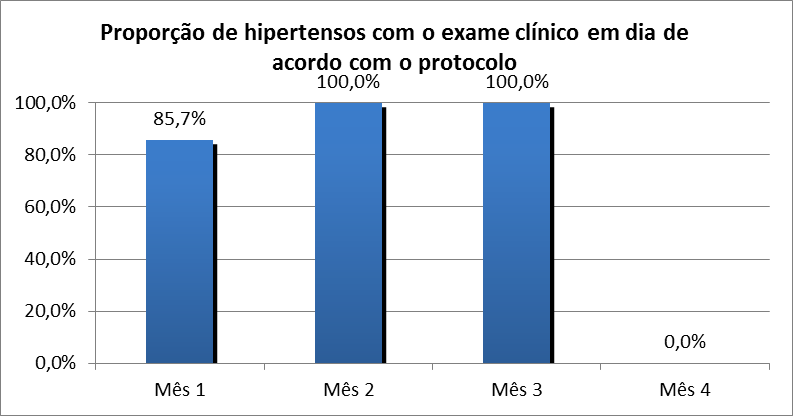 Proporção de hipertensos com o exame clínico em dia de
acordo com o protocolo
100,0%
80,0%
60,0%
40,0%
20,0%
0,0%
85,7%
100,0%
100,0%
0,0%
Mês 1
Mês 2
Mês 3
Mês 4